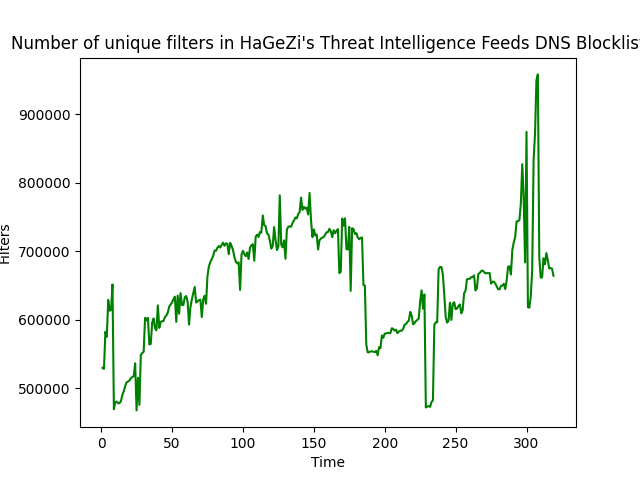 Number of unique filters in HaGeZi's Threat Intelligence Feeds DNS Blocklis
Filters
900000
800000
700000
600000
500000
0 50 100 150 200 250 300
Time